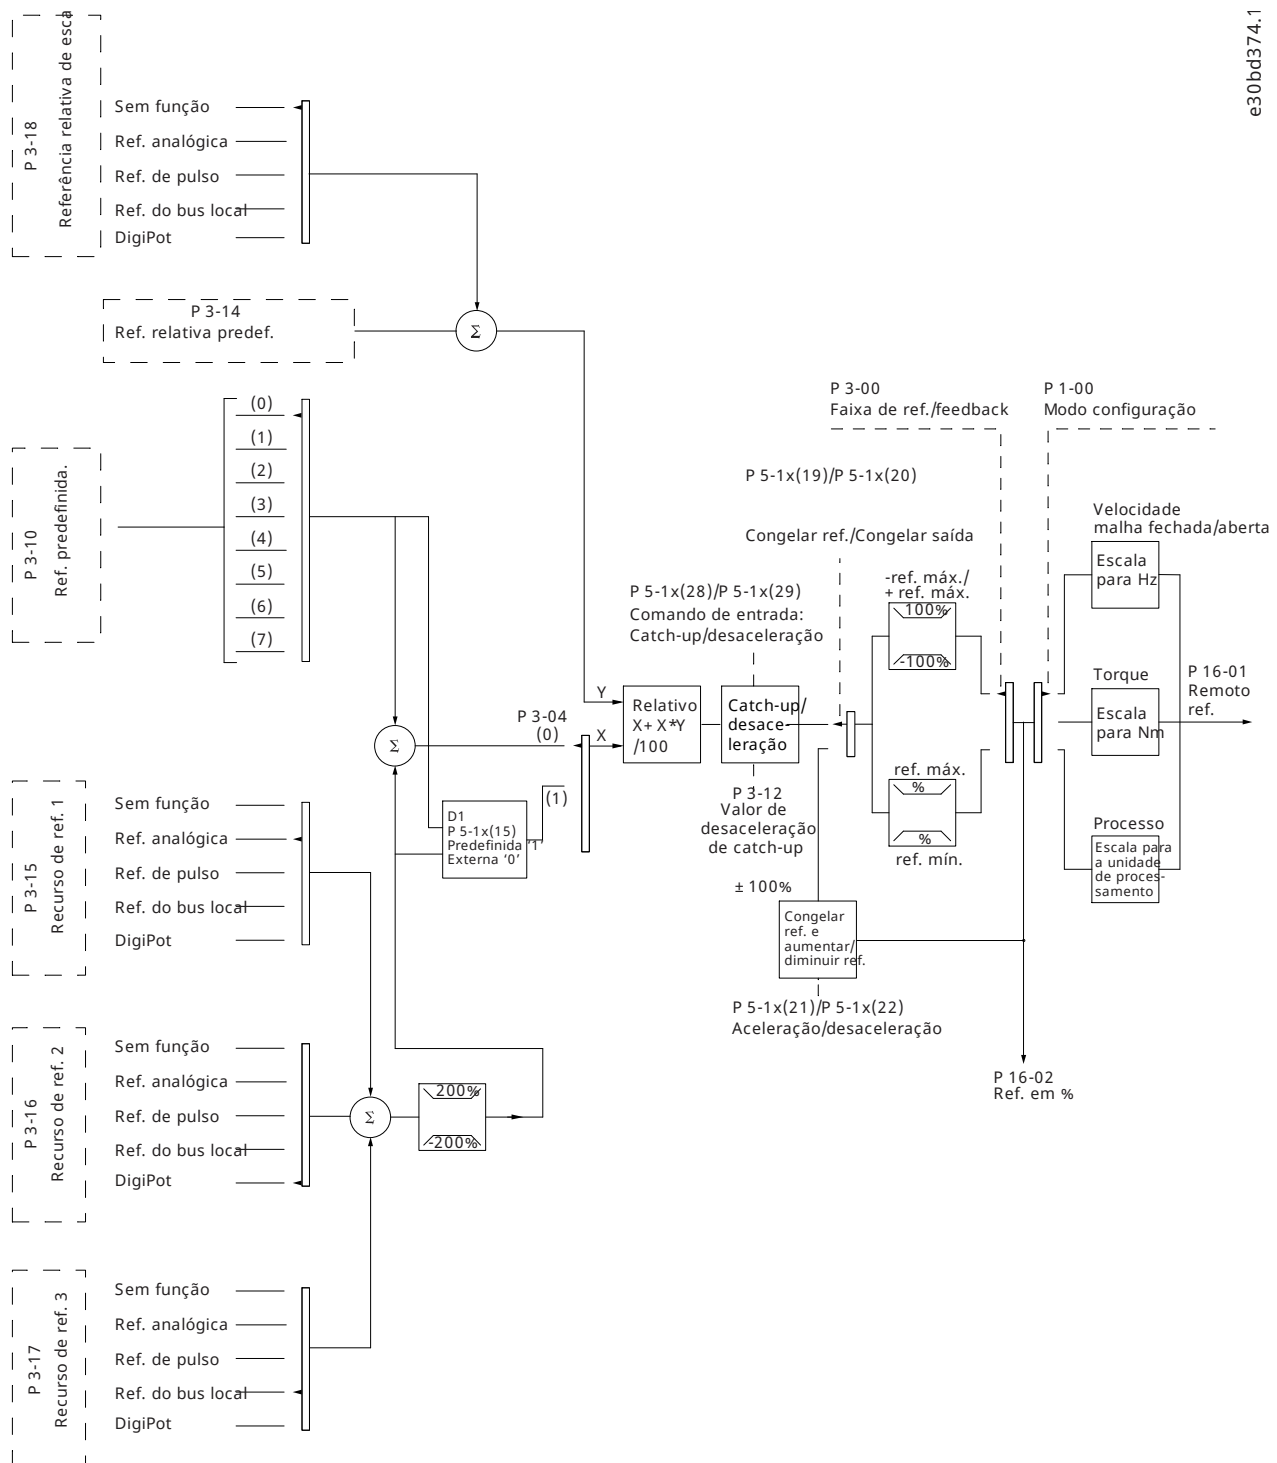 e30bd374.1
P 3-18
Referência relativa de esca
Sem função
Ref. analógica
Ref. de pulso
Ref. do bus local
DigiPot
P 3-14
Ref. relativa predef.
Σ
P 3-10
Ref. predefinida.
(0)
(1)
(2)
(3)
(4)
(5)
(6)
(7)
P 3-00
Faixa de ref./feedback
P 1-00
Modo configuração
P 5-1x(19)/P 5-1x(20)
Congelar ref./Congelar saída
P 5-1x(28)/P 5-1x(29)
Comando de entrada:
Catch-up/desaceleração
-ref. máx./
+ ref. máx.
100%
-100%
Velocidade
malha fechada/aberta
Escala
para Hz
Torque
Escala
para Nm
P 16-01
Remoto
ref.
Y
X
P 3-04
(0)
(1)
Relativo
X+ X*Y
/100
Catch-up/
desace-
leração
Σ
P 3-12
Valor de
desaceleração
de catch-up
ref. máx.
%
%
ref. mín.
Processo
Escala para
a unidade
de proces-
samento
D1
P 5-1x(15)
Predefinida '1'
Externa '0'
± 100%
Congelar
ref. e
aumentar/
diminuir ref.
P 5-1x(21)/P 5-1x(22)
Aceleração/desaceleração
P 16-02
Ref. em %
P 3-15
Recurso de ref. 1
Sem função
Ref. analógica
Ref. de pulso
Ref. do bus local
DigiPot
P 3-16
Recurso de ref. 2
Sem função
Ref. analógica
Ref. de pulso
Ref. do bus local
DigiPot
Σ
200%
-200%
P 3-17
Recurso de ref. 3
Sem função
Ref. analógica
Ref. de pulso
Ref. do bus local
DigiPot